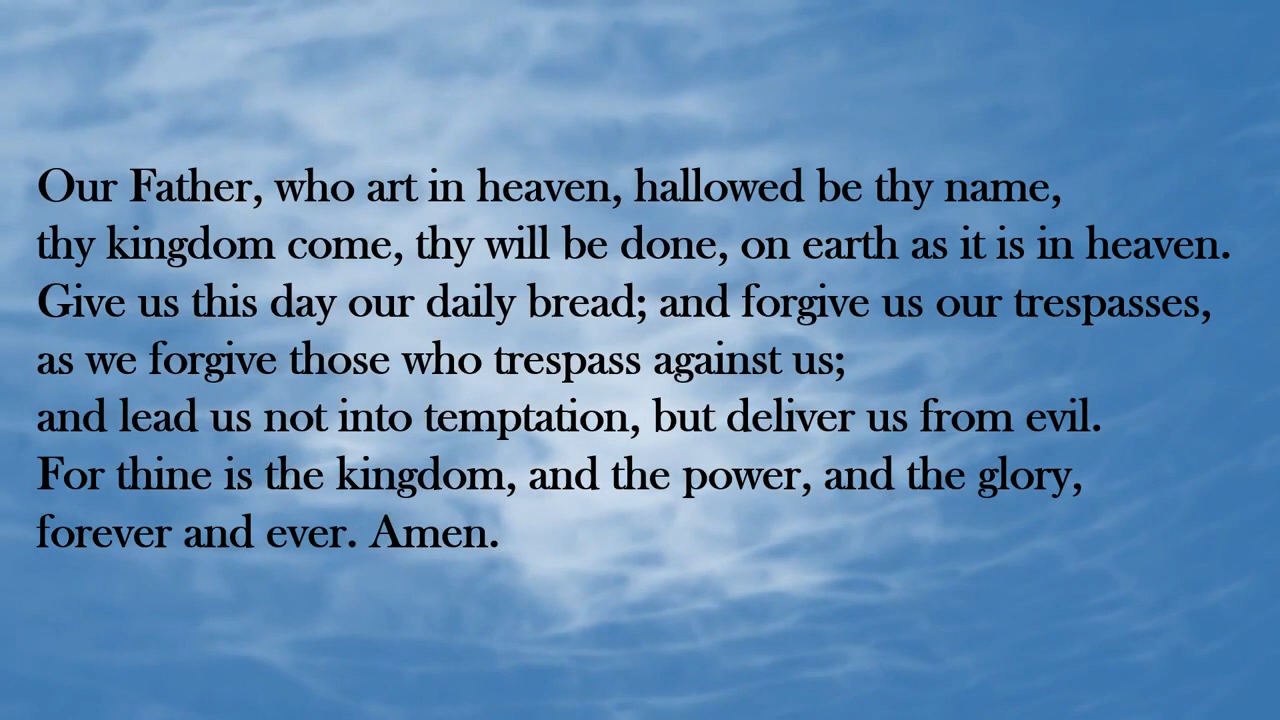 Our Father, who art in heaven, hallowed be thy name,
thy kingdom come, thy will be done, on earth as it is in heaven.
Give us this day our daily bread; and forgive us our trespasses,
as we forgive those who trespass against us;
and lead us not into temptation, but deliver us from evil.
For thine is the kingdom, and the power, and the glory,
forever and ever. Amen.